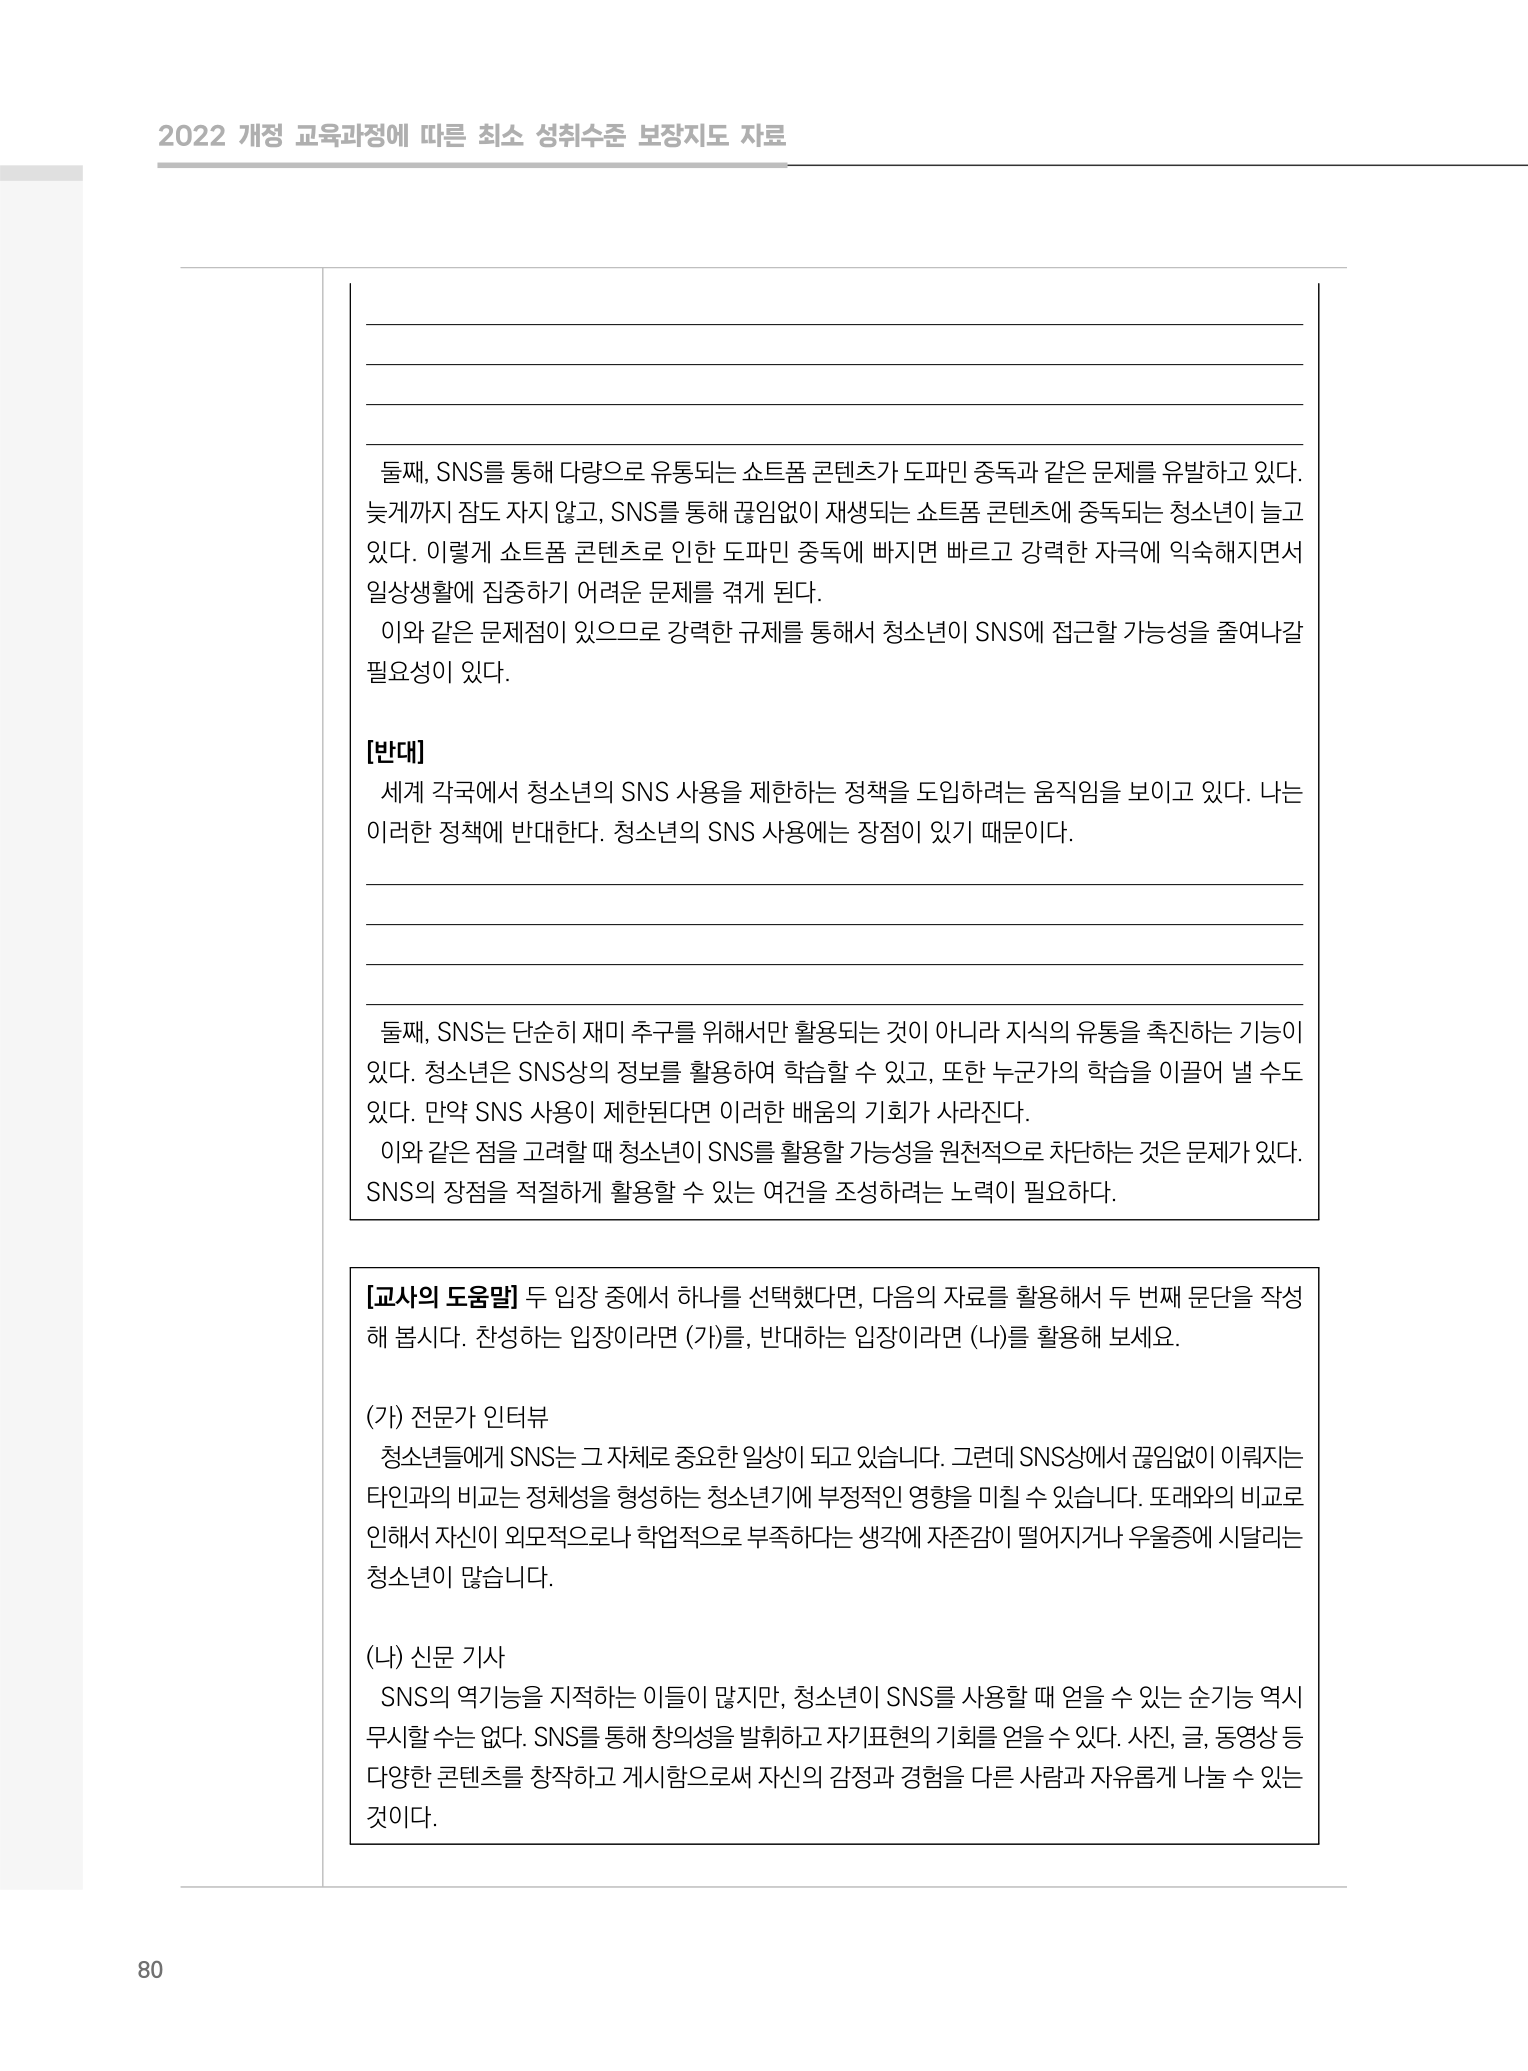 2022 개정 교육과정에 따른 최소 성취수준 보장지도 자료
둘째, SNS를 통해 다량으로 유통되는 쇼트폼 콘텐츠가 도파민 중독과 같은 문제를 유발하고 있다.
늦게까지 잠도 자지 않고, SNS를 통해 끊임없이 재생되는 쇼트폼 콘텐츠에 중독되는 청소년이 늘고
있다. 이렇게 쇼트폼 콘텐츠로 인한 도파민 중독에 빠지면 빠르고 강력한 자극에 익숙해지면서
일상생활에 집중하기 어려운 문제를 겪게 된다.
이와 같은 문제점이 있으므로 강력한 규제를 통해서 청소년이 SNS에 접근할 가능성을 줄여나갈
필요성이 있다.
[반대]
세계 각국에서 청소년의 SNS 사용을 제한하는 정책을 도입하려는 움직임을 보이고 있다. 나는
이러한 정책에 반대한다. 청소년의 SNS 사용에는 장점이 있기 때문이다.
둘째, SNS는 단순히 재미 추구를 위해서만 활용되는 것이 아니라 지식의 유통을 촉진하는 기능이
있다. 청소년은 SNS상의 정보를 활용하여 학습할 수 있고, 또한 누군가의 학습을 이끌어 낼 수도
있다. 만약 SNS 사용이 제한된다면 이러한 배움의 기회가 사라진다.
이와 같은 점을 고려할 때 청소년이 SNS를 활용할 가능성을 원천적으로 차단하는 것은 문제가 있다.
SNS의 장점을 적절하게 활용할 수 있는 여건을 조성하려는 노력이 필요하다.
[교사의 도움말] 두 입장 중에서 하나를 선택했다면, 다음의 자료를 활용해서 두 번째 문단을 작성
해 봅시다. 찬성하는 입장이라면 (가)를, 반대하는 입장이라면 (나)를 활용해 보세요.
(가) 전문가 인터뷰
청소년들에게 SNS는 그 자체로 중요한 일상이 되고 있습니다. 그런데 SNS상에서 끊임없이 이뤄지는
타인과의 비교는 정체성을 형성하는 청소년기에 부정적인 영향을 미칠 수 있습니다. 또래와의 비교로
인해서 자신이 외모적으로나 학업적으로 부족하다는 생각에 자존감이 떨어지거나 우울증에 시달리는
청소년이 많습니다.
(나) 신문 기사
SNS의 역기능을 지적하는 이들이 많지만, 청소년이 SNS를 사용할 때 얻을 수 있는 순기능 역시
무시할 수는 없다. SNS를 통해 창의성을 발휘하고 자기표현의 기회를 얻을 수 있다. 사진, 글, 동영상 등
다양한 콘텐츠를 창작하고 게시함으로써 자신의 감정과 경험을 다른 사람과 자유롭게 나눌 수 있는
것이다.
80